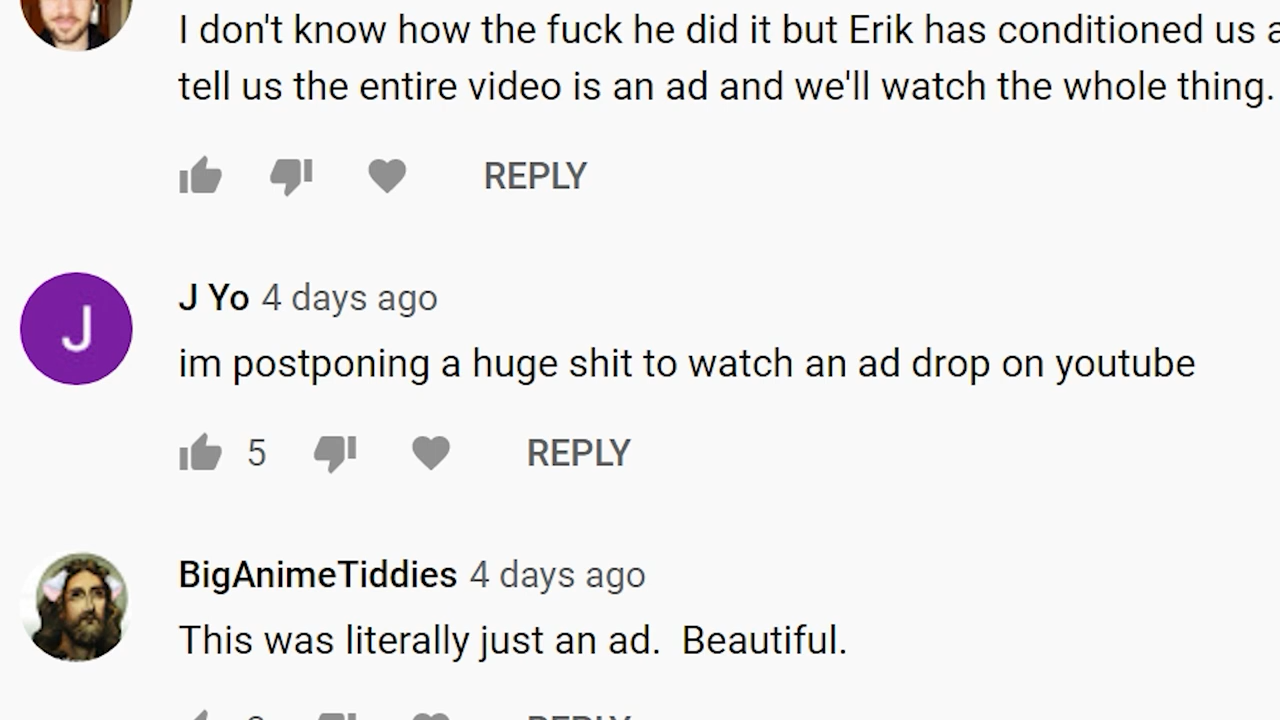 I don't know how the fuck he did it but Erik has conditioned us
tell us the entire video is an ad and we'll watch the whole thing.
REPLY
J
J Yo 4 days ago
im postponing a huge shit to watch an ad drop on youtube
5 REPLY
BigAnimeTiddies 4 days ago
This was literally just an ad.  Beautiful.
REPLY